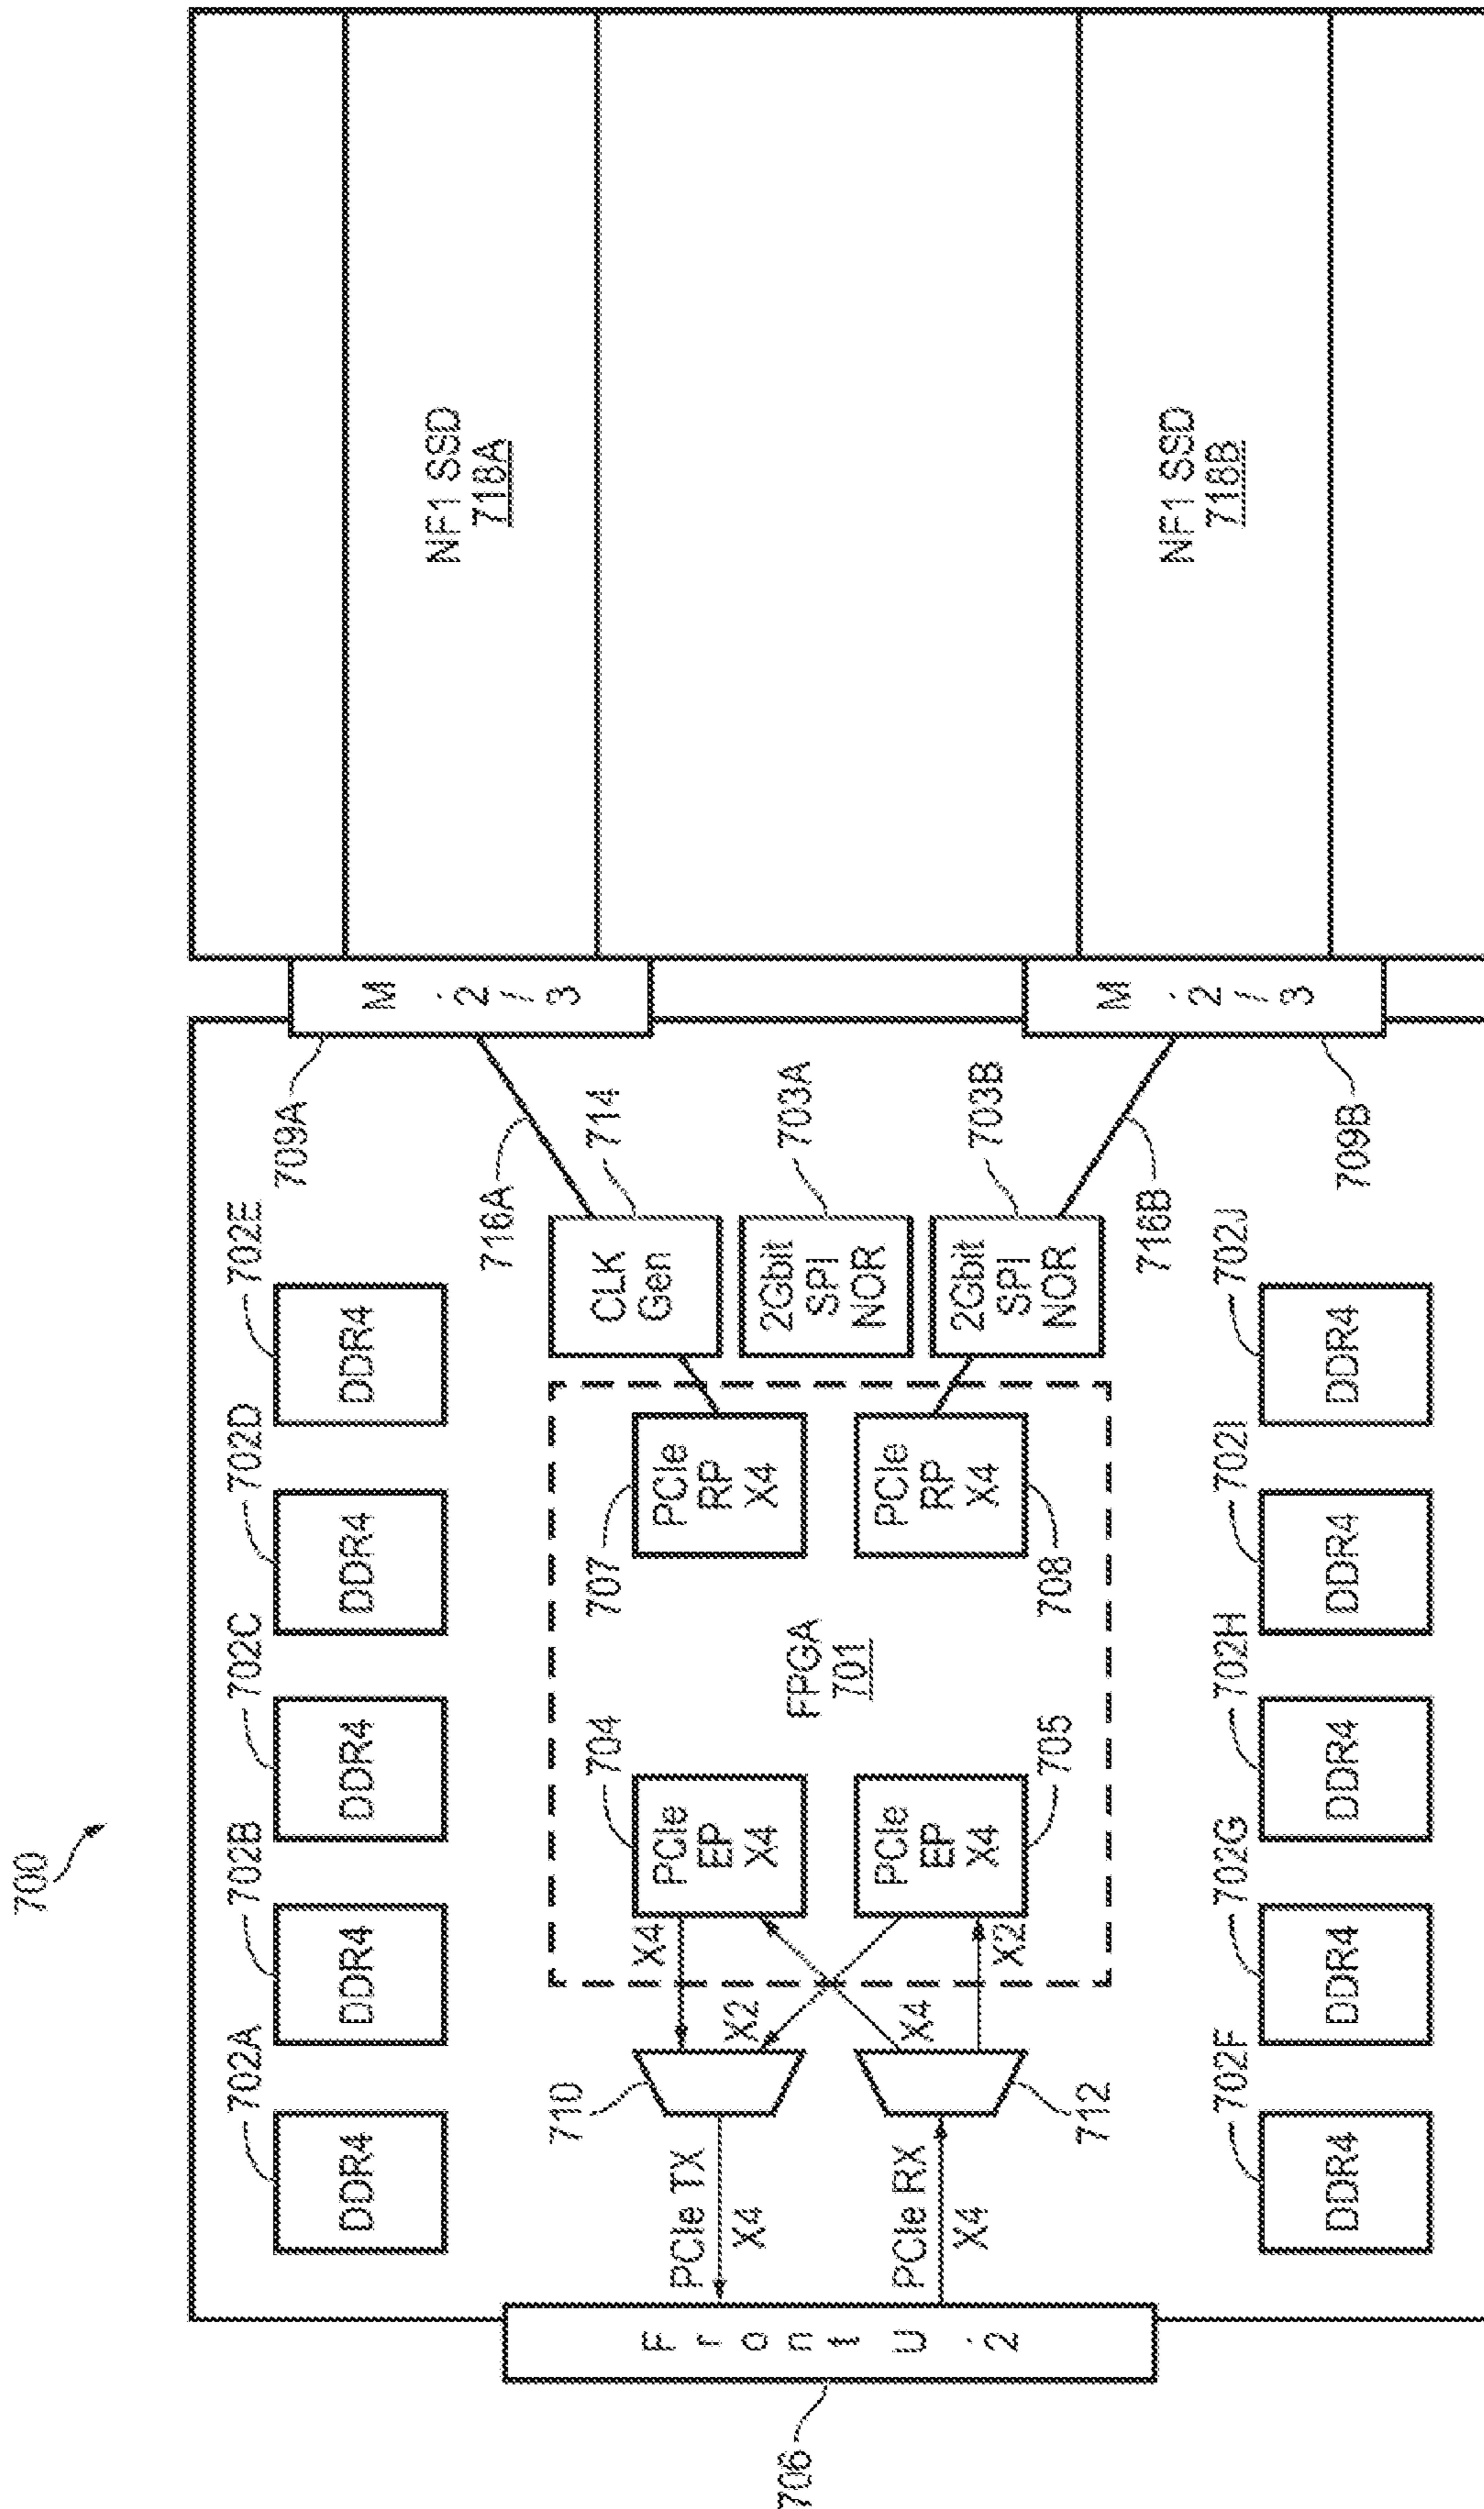 700
702A
702B
702C
702D
702E
DDR4
DDR4
DDR4
DDR4
DDR4
709A
M.2/3
NF1 SSD
718A
716A
714
CLK
Gen
703A
2Gbit
SPI
NOR
703B
2Gbit
SPI
NOR
716B
709B
M.2/3
NF1 SSD
718B
706
Front U.2
PCIe TX
X4
PCIe RX
X4
710
712
X4
X2
X4
X2
704
PCIe
EP
X4
PCIe
EP
X4
705
FPGA
701
707
PCIe
RP
X4
PCIe
RP
X4
708
702F
702G
702H
702I
702J
DDR4
DDR4
DDR4
DDR4
DDR4